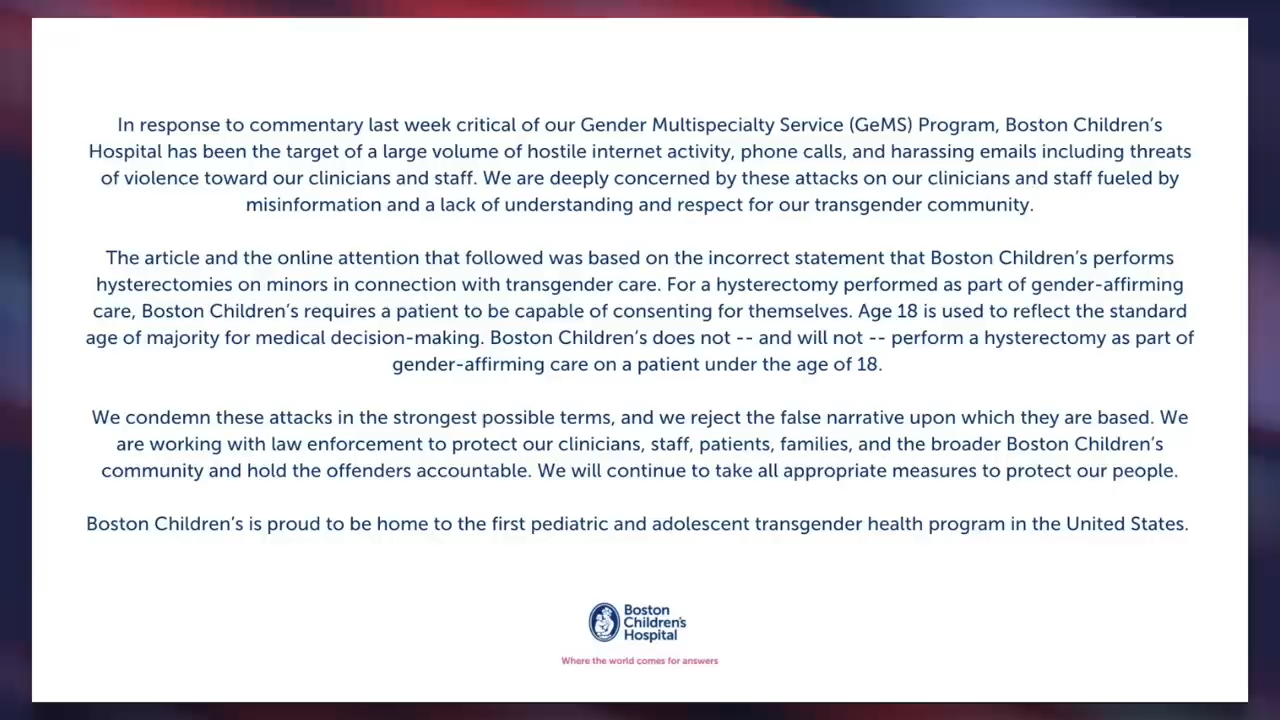 In response to commentary last week critical of our Gender Multispecialty Service (GeMS) Program, Boston Children's
Hospital has been the target of a large volume of hostile internet activity, phone calls, and harassing emails including threats
of violence toward our clinicians and staff. We are deeply concerned by these attacks on our clinicians and staff fueled by
misinformation and a lack of understanding and respect for our transgender community.
The article and the online attention that followed was based on the incorrect statement that Boston Children's performs
hysterectomies on minors in connection with transgender care. For a hysterectomy performed as part of gender-affirming
care, Boston Children's requires a patient to be capable of consenting for themselves. Age 18 is used to reflect the standard
age of majority for medical decision-making. Boston Children's does not -- and will not -- perform a hysterectomy as part of
gender-affirming care on a patient under the age of 18.
We condemn these attacks in the strongest possible terms, and we reject the false narrative upon which they are based. We
are working with law enforcement to protect our clinicians, staff, patients, families, and the broader Boston Children's
community and hold the offenders accountable. We will continue to take all appropriate measures to protect our people.
Boston Children's is proud to be home to the first pediatric and adolescent transgender health program in the United States.
Boston
Children's
Hospital
Where the world comes for answers